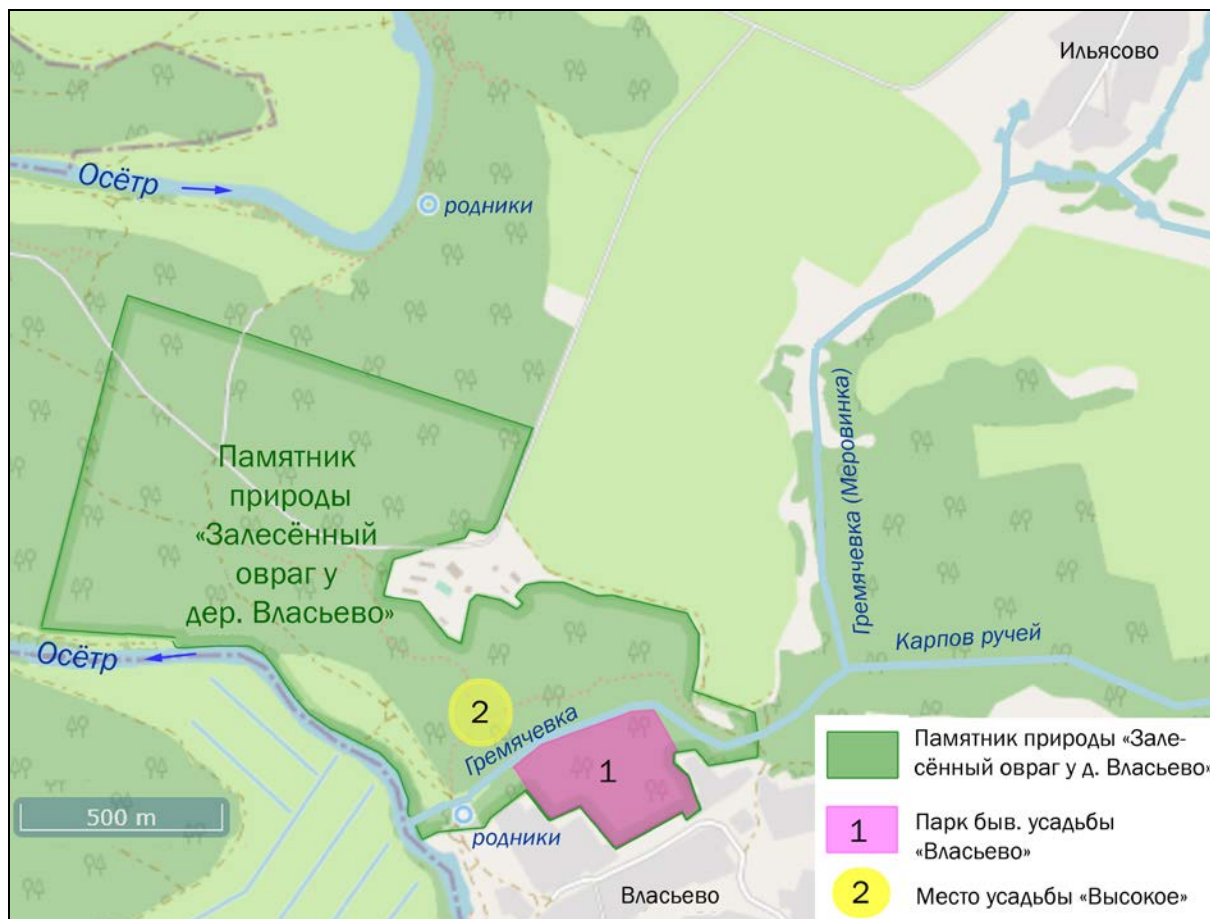 Ильясово
Осётр
родники
Памятник
природы
«Залесённый
овраг у
дер. Власьево»
Гремячевка (Меровинка)
Карпов ручей
Осётр
2
Гремячевка
1
500 m
родники
Власьево
Памятник природы «Зале-
сённый овраг у д. Власьево»
1
Парк быв. усадьбы
«Власьево»
2
Место усадьбы «Высокое»